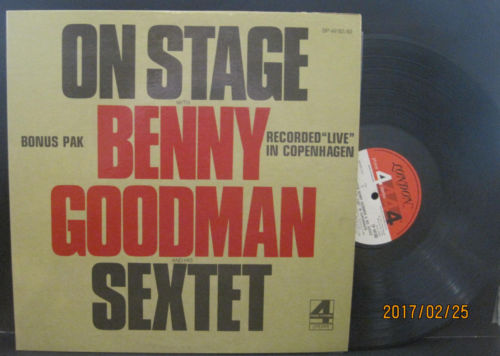 ON STAGE
WITH
BONUS PAK
BENNY
RECORDED "LIVE"
IN COPENHAGEN
GOODMAN
AND HIS
SEXTET
4
LONDON
4
2017/02/25